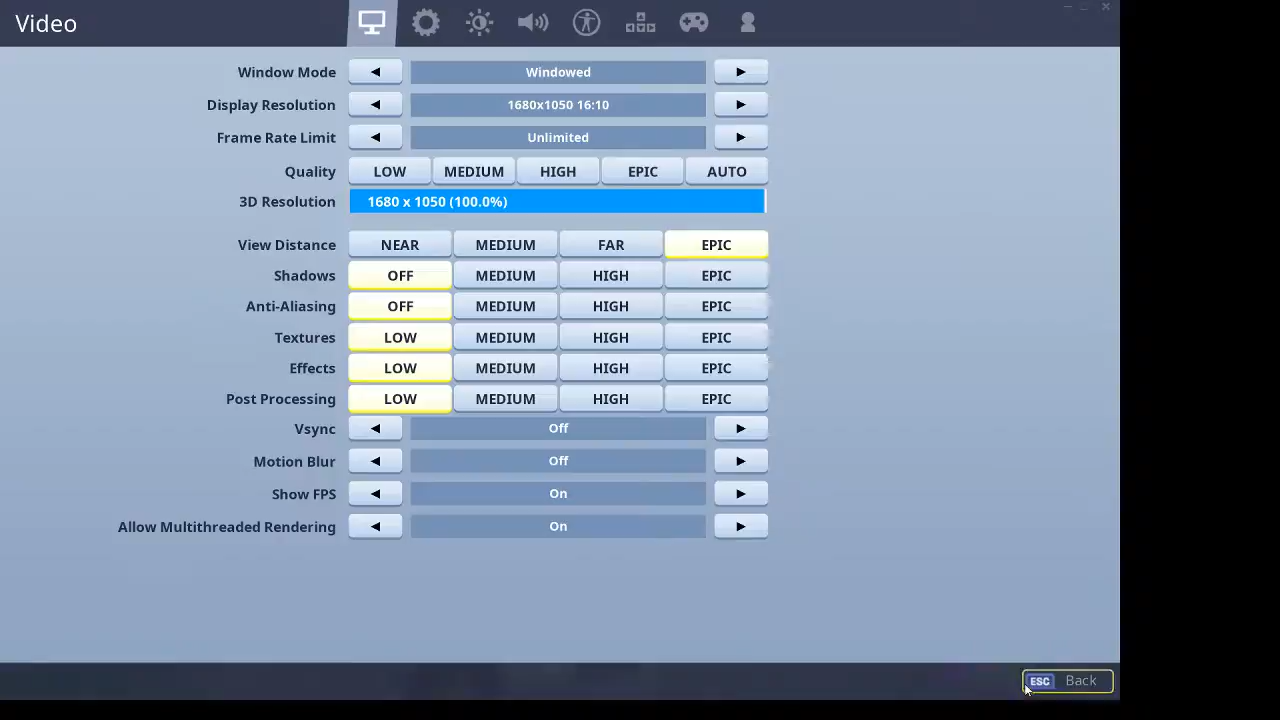 Video
Window Mode Windowed
Display Resolution 1680x1050 16:10
Frame Rate Limit Unlimited
Quality LOW MEDIUM HIGH EPIC AUTO
3D Resolution 1680 x 1050 (100.0%)
View Distance NEAR MEDIUM FAR EPIC
Shadows OFF MEDIUM HIGH EPIC
Anti-Aliasing OFF MEDIUM HIGH EPIC
Textures LOW MEDIUM HIGH EPIC
Effects LOW MEDIUM HIGH EPIC
Post Processing LOW MEDIUM HIGH EPIC
Vsync Off
Motion Blur Off
Show FPS On
Allow Multithreaded Rendering On
ESC Back